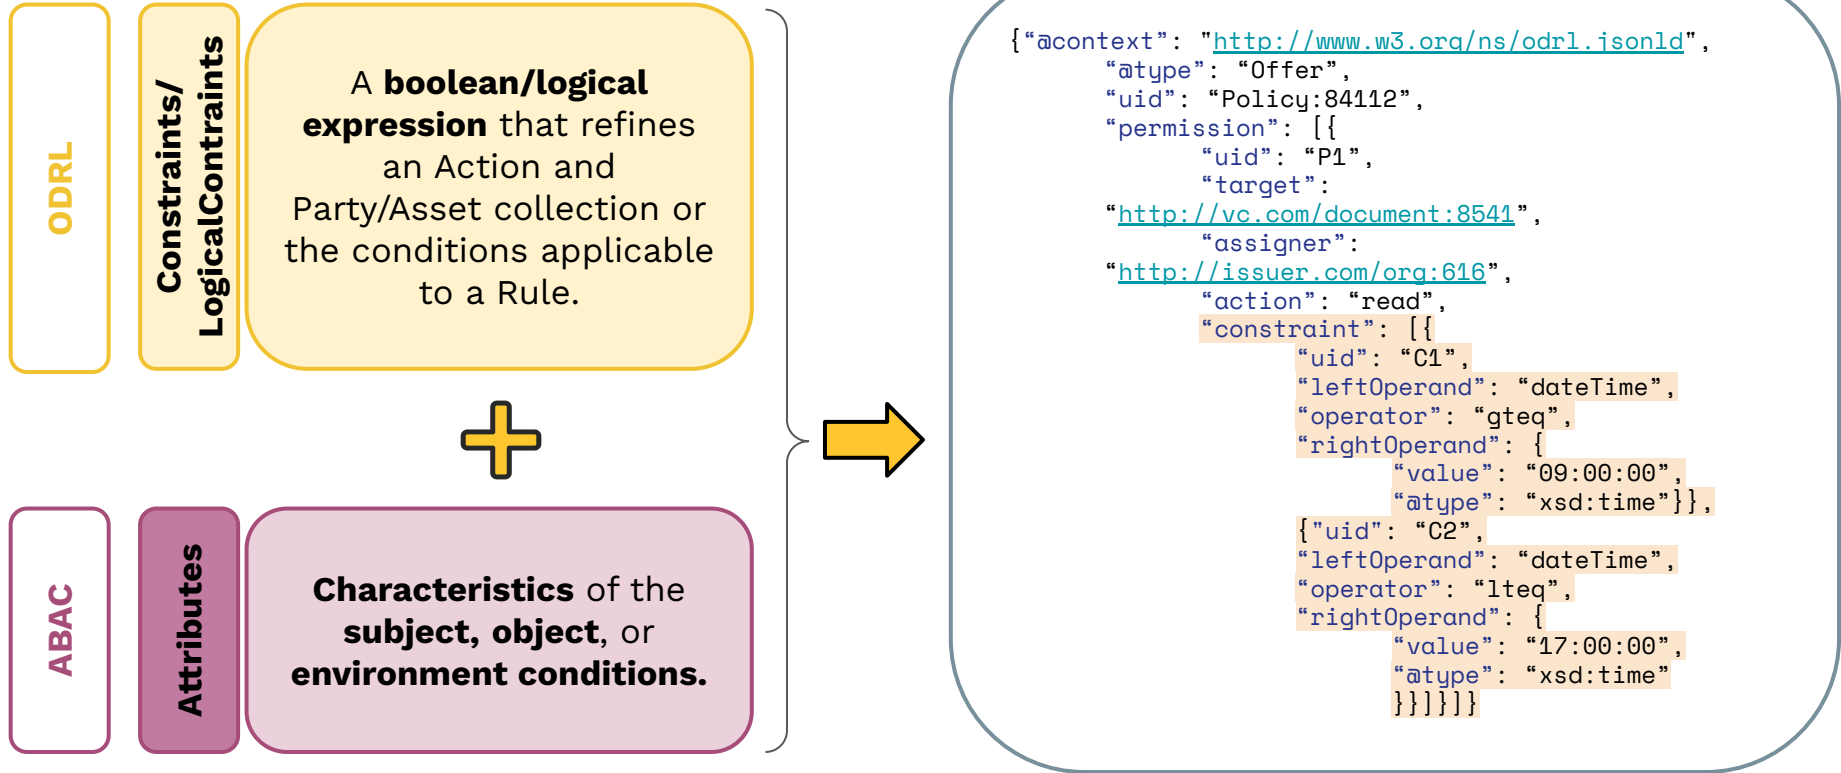 ODRL
Constraints/
LogicalContraints
A boolean/logical
expression that refines
an Action and
Party/Asset collection or
the conditions applicable
to a Rule.
ABAC
Attributes
Characteristics of the
subject, object, or
environment conditions.
{“@context”: "http://www.w3.org/ns/odrl.jsonld",
“@type”: “Offer”,
“uid”: “Policy:84112”,
“permission”: [{
“uid”: “P1”,
“target”:
“http://vc.com/document:8541”,
“assigner”:
“http://issuer.com/org:616”,
“action”: “read”,
“constraint”: [{
“uid”: “C1”,
“leftOperand”: “dateTime”,
“operator”: “gteq”,
“rightOperand”: {
“value”: “09:00:00”,
“@type”: “xsd:time”}},
{"uid”: “C2”,
“leftOperand”: “dateTime”,
“operator”: “lteq”,
“rightOperand”: {
“value”: “17:00:00”,
“@type”: “xsd:time”
}}]}]}